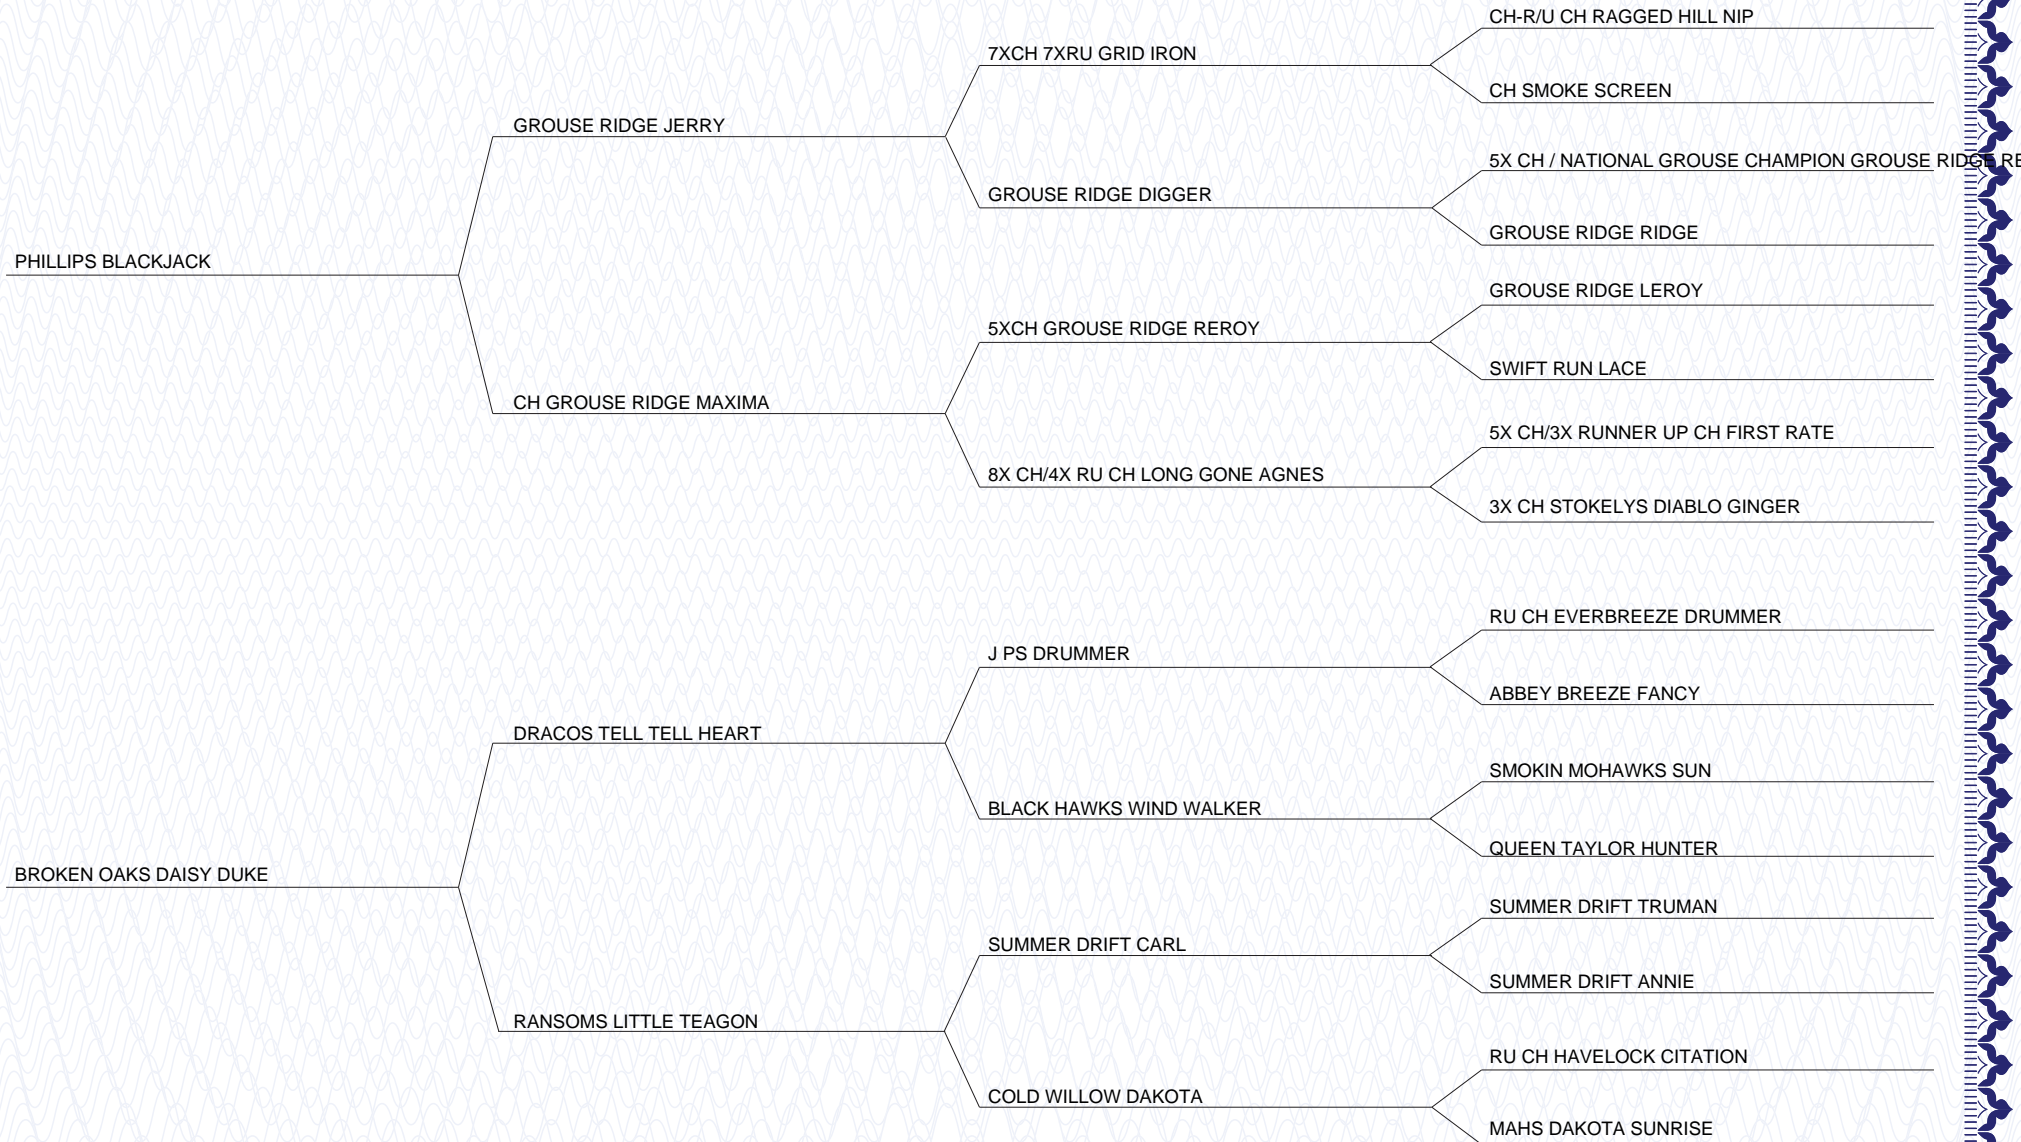 CH-R/U CH RAGGED HILL NIP
7XCH 7XRU GRID IRON
CH SMOKE SCREEN
GROUSE RIDGE JERRY
5X CH / NATIONAL GROUSE CHAMPION GROUSE RIDGE RE
GROUSE RIDGE DIGGER
GROUSE RIDGE RIDGE
PHILLIPS BLACKJACK
GROUSE RIDGE LEROY
5XCH GROUSE RIDGE REROY
SWIFT RUN LACE
CH GROUSE RIDGE MAXIMA
5X CH/3X RUNNER UP CH FIRST RATE
8X CH/4X RU CH LONG GONE AGNES
3X CH STOKELYS DIABLO GINGER
RU CH EVERBREEZE DRUMMER
J PS DRUMMER
ABBEY BREEZE FANCY
DRACOS TELL TELL HEART
SMOKIN MOHAWKS SUN
BLACK HAWKS WIND WALKER
QUEEN TAYLOR HUNTER
BROKEN OAKS DAISY DUKE
SUMMER DRIFT TRUMAN
SUMMER DRIFT CARL
SUMMER DRIFT ANNIE
RANSOMS LITTLE TEAGON
RU CH HAVELOCK CITATION
COLD WILLOW DAKOTA
MAHS DAKOTA SUNRISE